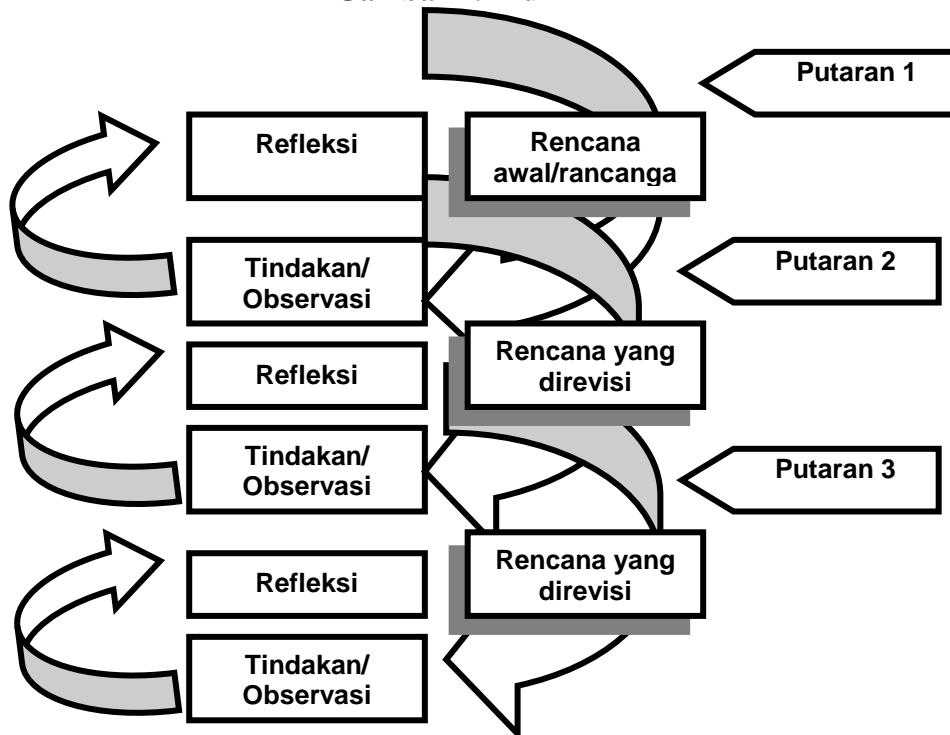 Putaran 1
Refleksi
Rencana
awal/rancanga
Tindakan/
Observasi
Putaran 2
Refleksi
Rencana yang
direvisi
Tindakan/
Observasi
Putaran 3
Refleksi
Rencana yang
direvisi
Tindakan/
Observasi